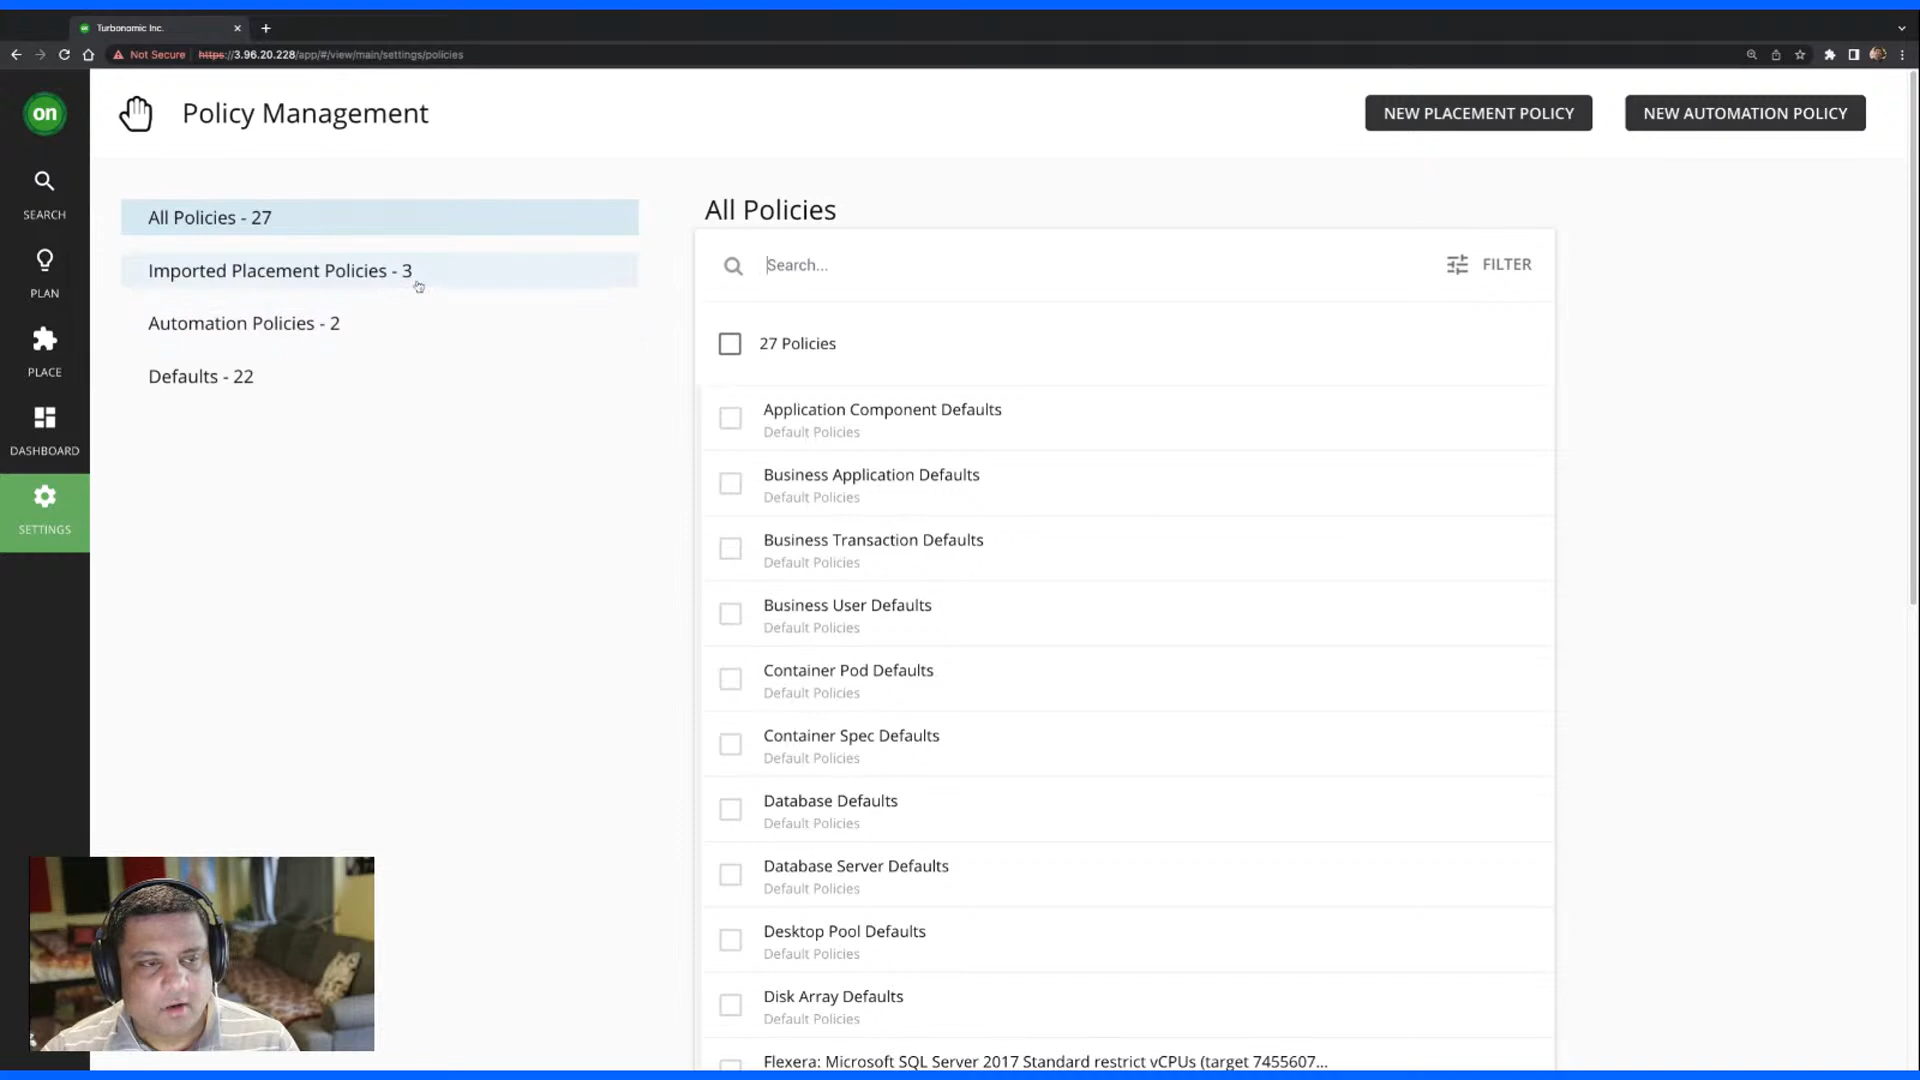 Turbonomic Inc.
Not Secure
https://3.96.20.228/app/#/view/main/settings/policies
on
Policy Management
NEW PLACEMENT POLICY
NEW AUTOMATION POLICY
SEARCH
PLAN
PLACE
DASHBOARD
SETTINGS
All Policies - 27
Imported Placement Policies - 3
Automation Policies - 2
Defaults - 22
All Policies
Search...
FILTER
27 Policies
Application Component Defaults
Default Policies
Business Application Defaults
Default Policies
Business Transaction Defaults
Default Policies
Business User Defaults
Default Policies
Container Pod Defaults
Default Policies
Container Spec Defaults
Default Policies
Database Defaults
Default Policies
Database Server Defaults
Default Policies
Desktop Pool Defaults
Default Policies
Disk Array Defaults
Default Policies
Flexera: Microsoft SQL Server 2017 Standard restrict vCPUs (target 7455607...